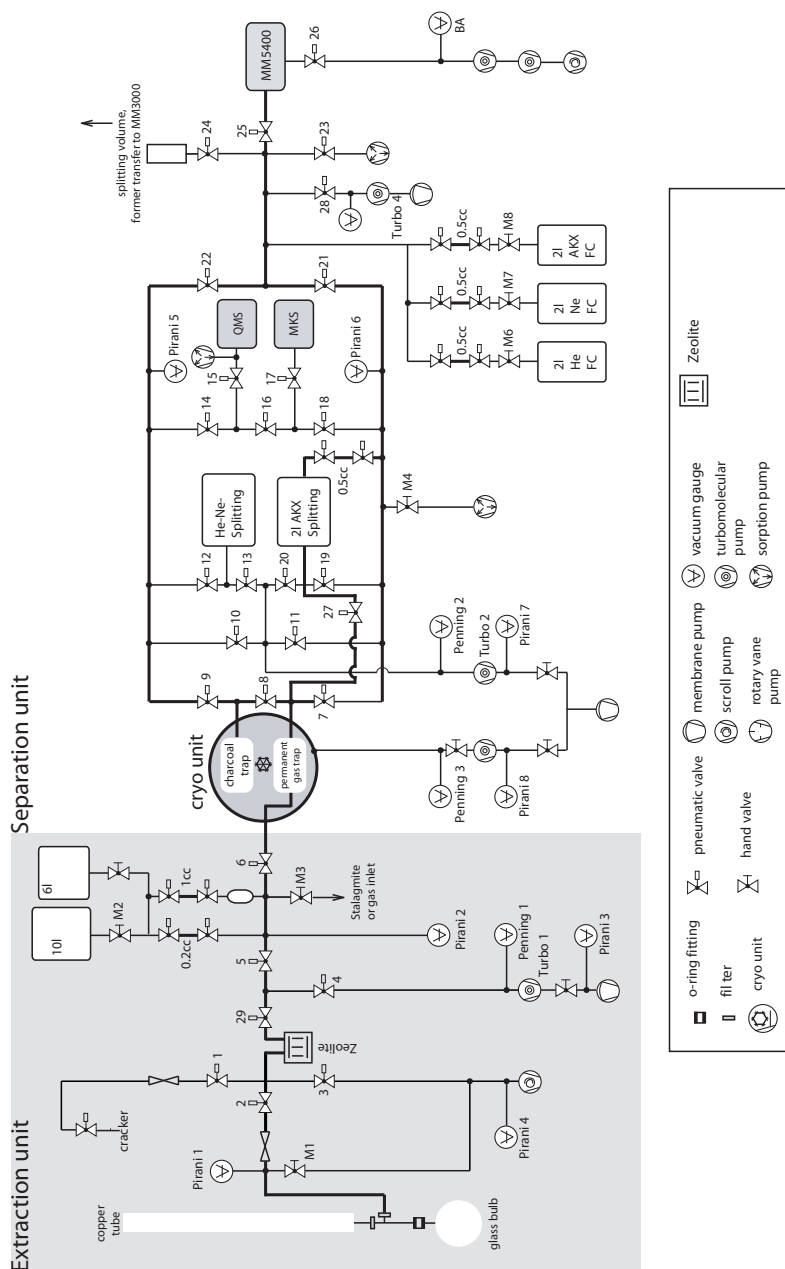 Extraction unit
Separation unit
copper
tube
glass bulb
Pirani 1
M1
cracker
1
2
3
Pirani 4
Zeolite
29
4
5
Penning 1
Turbo 1
Pirani 3
Pirani 2
10l
M2
0.2cc
6l
1cc
M3
Stalagmite
or gas inlet
6
cryo unit
charcoal
trap
permanent
gas trap
Penning 3
Pirani 8
9
8
7
Penning 2
Turbo 2
Pirani 7
10
11
27
12
13
20
19
He-Ne-
Splitting
2l AKX
Splitting
0.5cc
M4
14
15
16
17
18
Pirani 5
QMS
MKS
Pirani 6
22
21
0.5cc
0.5cc
0.5cc
M6
M7
M8
2l
He
FC
2l
Ne
FC
2l
AKX
FC
28
Turbo 4
24
23
splitting volume,
former transfer to MM3000
25
MM5400
26
BA
o-ring fitting
filter
cryo unit
pneumatic valve
hand valve
membrane pump
scroll pump
rotary vane
pump
vacuum gauge
turbomolecular
pump
sorption pump
Zeolite